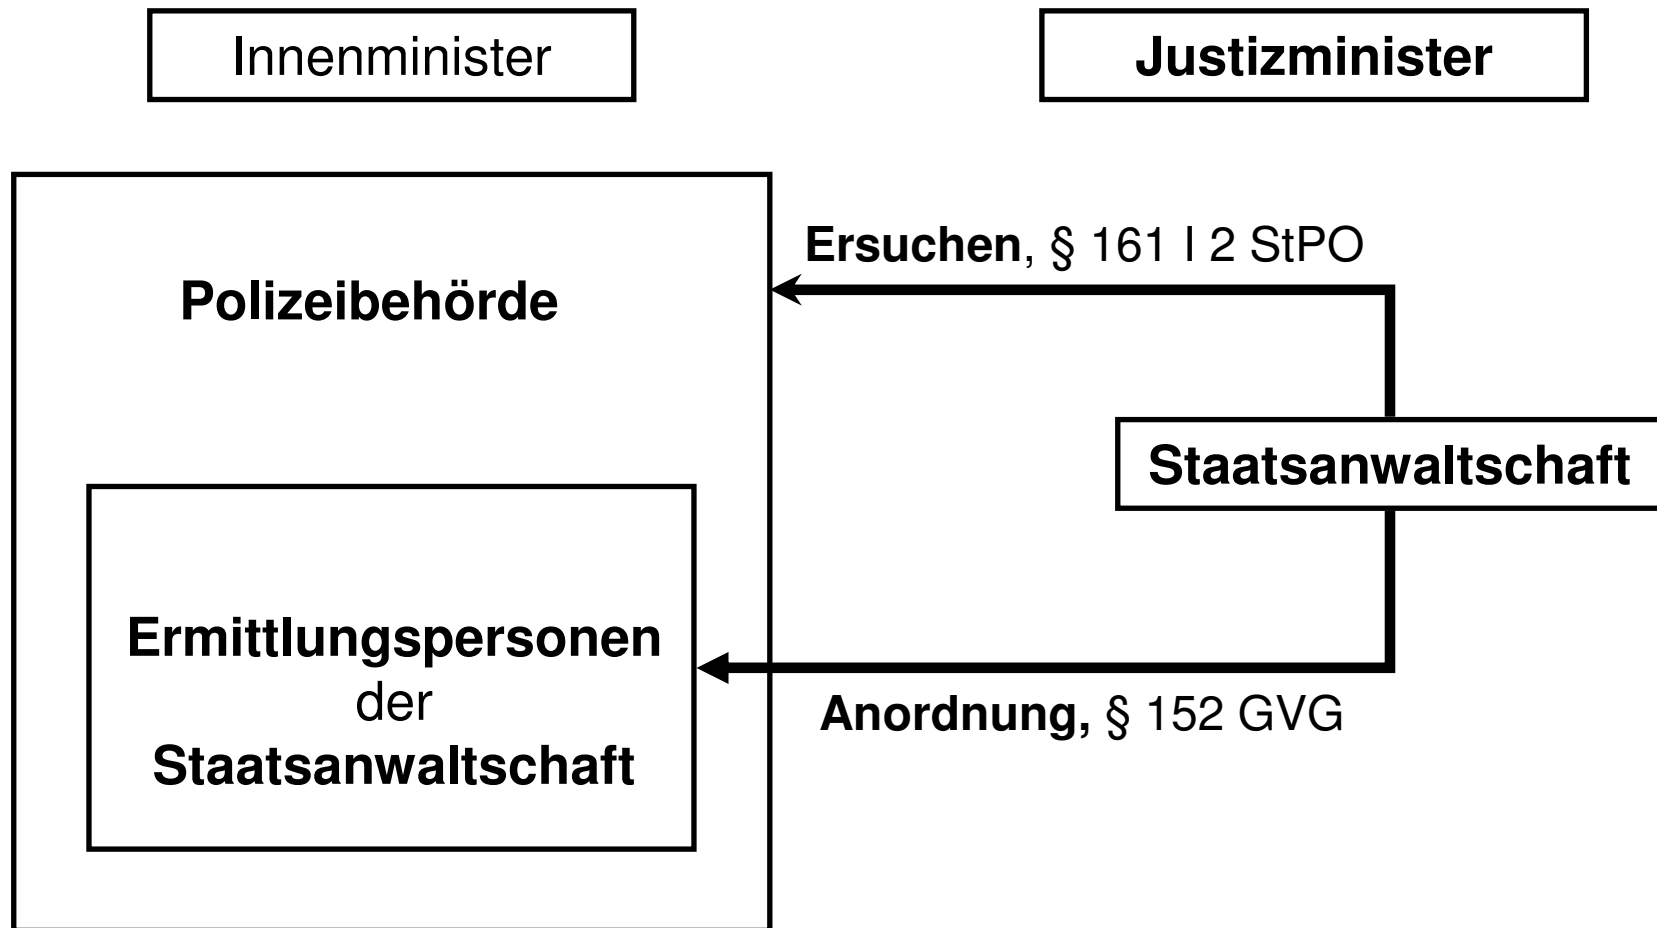 Innenminister
Justizminister
Ersuchen, § 161 I 2 StPO
Polizeibehörde
Staatsanwaltschaft
Ermittlungspersonen
der
Staatsanwaltschaft
Anordnung, § 152 GVG